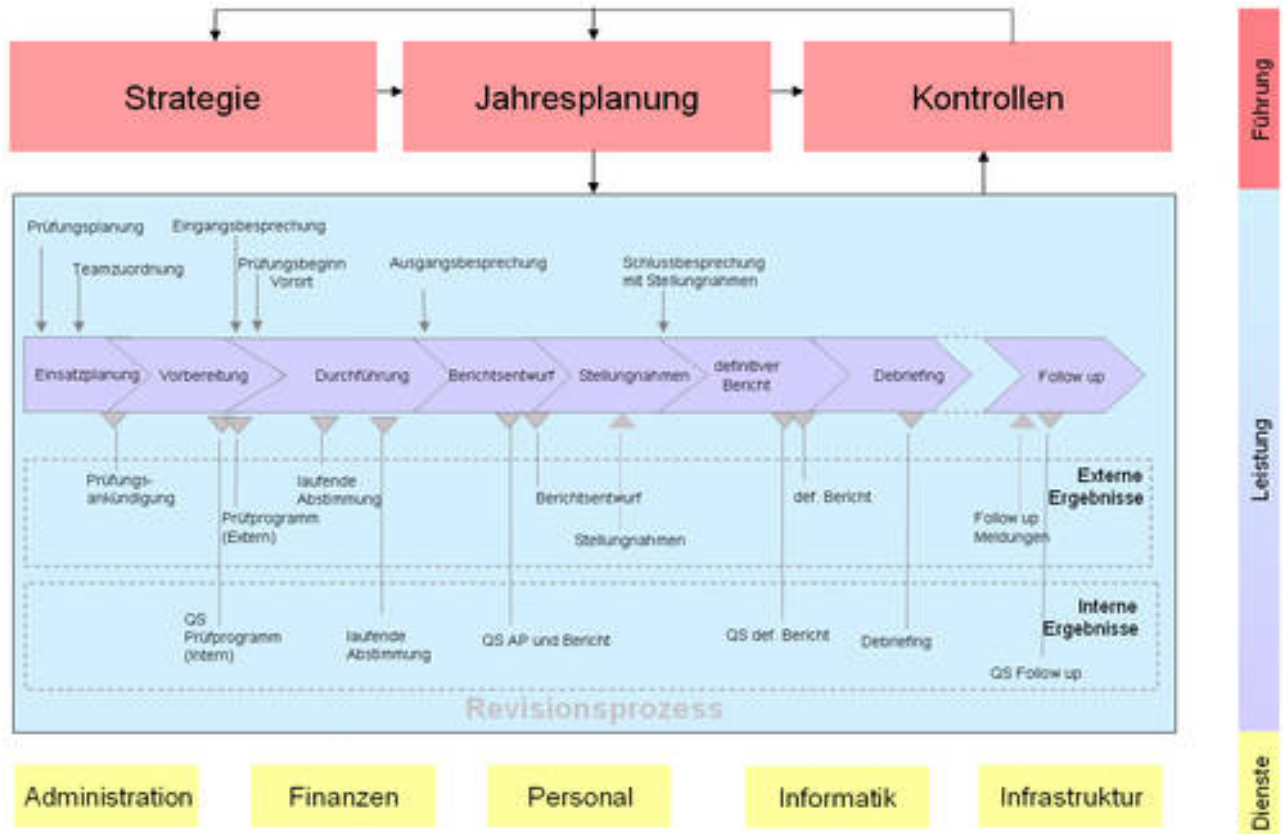 Strategie
Jahresplanung
Kontrollen
Führung
Prüfungsplanung
Eingangsbesprechung
Teamzuordnung
Prüfungsbeginn
Vorort
Ausgangsbesprechung
Schlussbesprechung
mit Stellungnahmen
Einsatzplanung
Vorbereitung
Durchführung
Berichtsentwurf
Stellungnahmen
definitiver
Bericht
Debriefing
Follow up
Leistung
Prüfungs-
ankündigung
Prüfprogramm
(Extern)
laufende
Abstimmung
Berichtsentwurf
Stellungnahmen
def. Bericht
Follow up
Meldungen
Externe
Ergebnisse
QS
Prüfprogramm
(Intern)
laufende
Abstimmung
QS AP und Bericht
QS def. Bericht
Debriefing
QS Follow up
Interne
Ergebnisse
Revisionsprozess
Administration
Finanzen
Personal
Informatik
Infrastruktur
Dienste